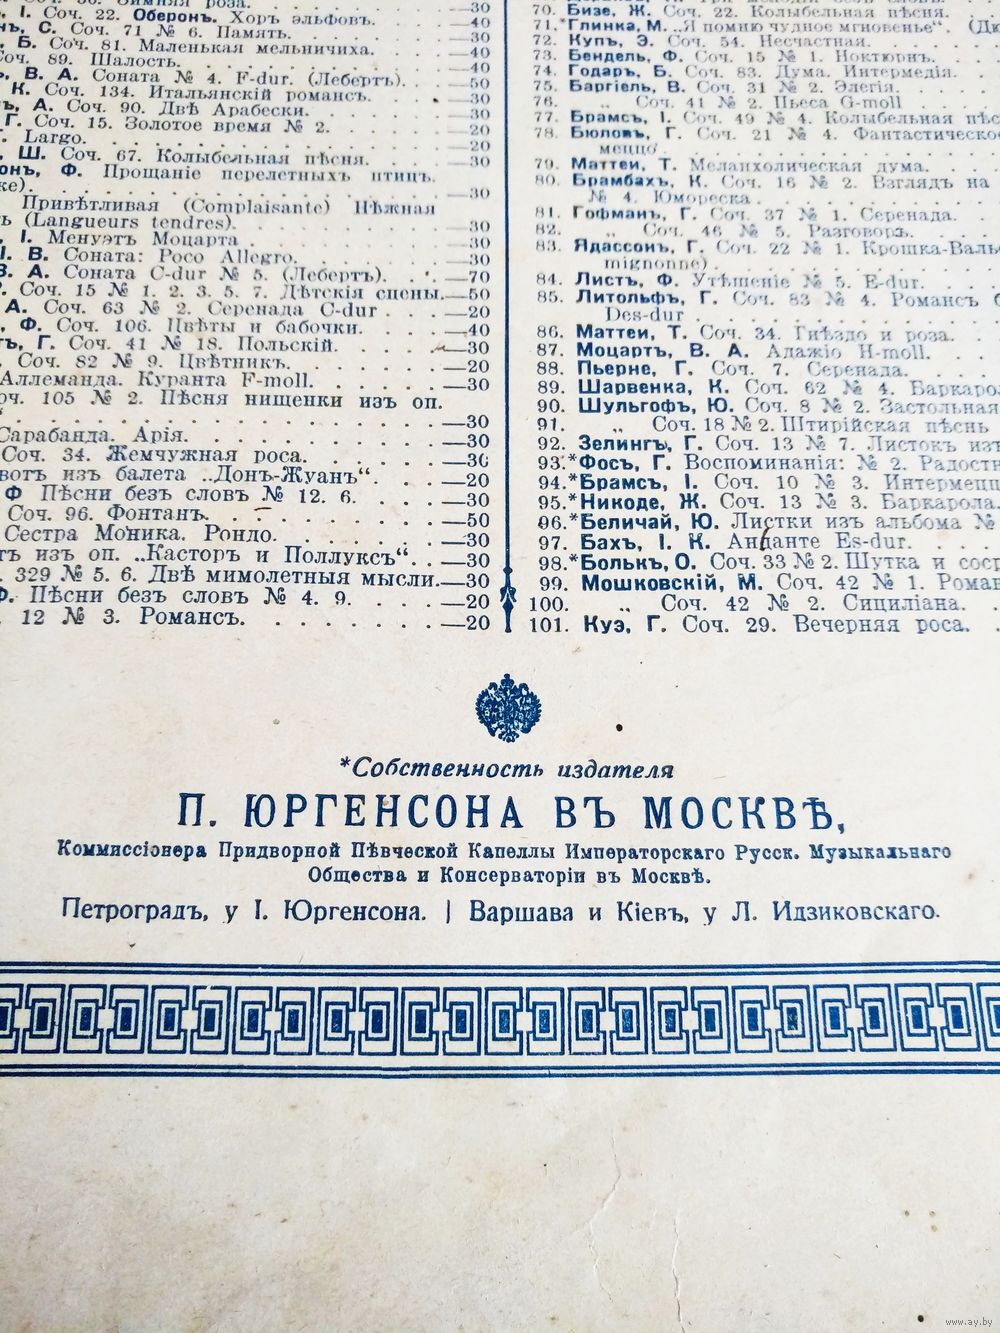 Зимняя роза. —30
І. Соч. 22. Оберонъ. Хоръ эльфовъ. —40
С. Соч. 71 № 6. Память. —30
Б. Соч. 81. Маленькая мельничиха. —40
Соч. 89. Шалость. —40
В. А. Соната № 4. F-dur. (Лебертъ). —50
К. Соч. 134. Итальянскій романсъ. —30
А. Соч. 90. Двѣ Арабески. —30
Г. Соч. 15. Золотое время № 2. —20
Largo. —20
Ш. Соч. 67. Колыбельная пѣсня. —30
Ф. Прощаніе перелетныхъ птицъ.
—30
Привѣтливая (Complaisante) Нѣжная
(Langueurs tendres). —30
І. Менуэтъ Моцарта —30
І. В. Соната: Poco Allegro. —30
В. А. Соната C-dur № 5. (Лебертъ). —70
Соч. 15 № 1. 2. 3. 5. 7. Дѣтскія сцены. —50
А. Соч. 63 № 2. Серенада C-dur —20
Ф. Соч. 106. Цвѣты и бабочки. —40
Г. Соч. 41 № 18. Польскій. —30
Соч. 82 № 9. Цвѣтникъ. —20
Аллеманда. Куранта F-moll. —30
Соч. 105 № 2. Пѣсня нищенки изъ оп.
—30
Сарабанда. Арія. —30
Соч. 34. Жемчужная роса. —30
изъ балета „Донъ-Жуанъ“ —20
Ф Пѣсни безъ словъ № 12. 6. —30
Соч. 96. Фонтанъ. —50
Сестра Моника. Рондо. —30
изъ оп. „Касторъ и Поллуксъ“ —30
329 № 5. 6. Двѣ мимолетныя мысли. —30
Ф. Пѣсни безъ словъ № 4. 9. —20
12 № 3. Романсъ. —20
70. Бизе, Ж. Соч. 22. Колыбельная пѣсня.
71.*Глинка, М. „Я помню чудное мгновенье“.
72. Купъ, Э. Соч. 54. Несчастная.
73. Бендель, Ф. Соч. 15 № 1. Ноктюрнъ.
74. Годаръ, Б. Соч. 83. Дума. Интермедія.
75. Баргіель, В. Соч. 31 № 2. Элегія.
76. „ Соч. 41 № 2. Пьеса G-moll
77. Брамсъ, І. Соч. 49 № 4. Колыбельная
78. Бюловъ, Г. Соч. 21 № 4. Фантастическое
меццо
79. Маттеи, Т. Меланхолическая дума.
80. Брамбахъ, К. Соч. 16 № 2. Взглядъ на
№ 4. Юмореска.
81. Гофманъ, Г. Соч. 37 № 1. Серенада.
82. „ Соч. 46 № 5. Разговоръ.
83. Ядассонъ, Г. Соч. 22 № 1. Крошка-Валь
mignonne)
84. Листъ, Ф. Утѣшеніе № 5. E-dur.
85. Литольфъ, Г. Соч. 83 № 4. Романсъ
Des-dur
86. Маттеи, Т. Соч. 34. Гнѣздо и роза.
87. Моцартъ, В. А. Адажіо H-moll.
88. Пьерне, Г. Соч. 7. Серенада.
89. Шарвенка, К. Соч. 62 № 4. Баркарол
90. Шульгофъ, Ю. Соч. 8 № 2. Застольная
91. „ Соч. 18 № 2. Штирійская пѣснь
92. Зелингъ, Г. Соч. 13 № 7. Листокъ изъ
93.*Фосъ, Г. Воспоминанія: № 2. Радостн
94.*Брамсъ, І. Соч. 10 № 3. Интермецц
95.*Никоде, Ж. Соч. 13 № 3. Баркарола.
96.*Беличай, Ю. Листки изъ альбома №
97. Бахъ, І. К. Анданте Es-dur.
98.*Болькъ, О. Соч. 33 № 2. Шутка и
99. Мошковскій, М. Соч. 42 № 1. Роман
100. „ Соч. 42 № 2. Сициліана.
101. Куэ, Г. Соч. 29. Вечерняя роса.
*Собственность издателя
П. ЮРГЕНСОНА ВЪ МОСКВѢ,
Коммиссіонера Придворной Пѣвческой Капеллы Императорскаго Русск. Музыкальнаго
Общества и Консерваторіи въ Москвѣ.
Петроградъ, у І. Юргенсона. | Варшава и Кіевъ, у Л. Идзиковскаго.
www.ay.by